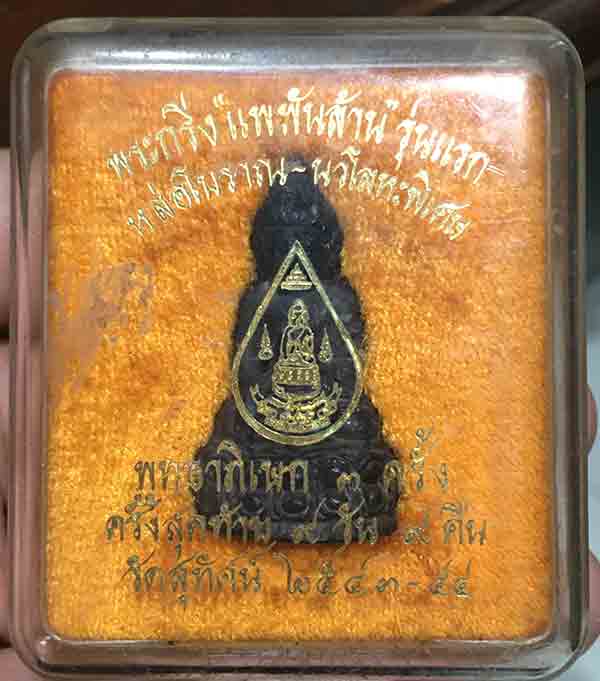 พระกริ่ง"แพพันล้าน"รุ่นแรก
หล่อโบราณ-นวโลหะพิเศษ
พุทธาภิเษก ๓ ครั้ง
ครั้งสุดท้าย ๙ วัน ๙ คืน
วัดสุทัศน์ ๒๕๔๓-๕๔